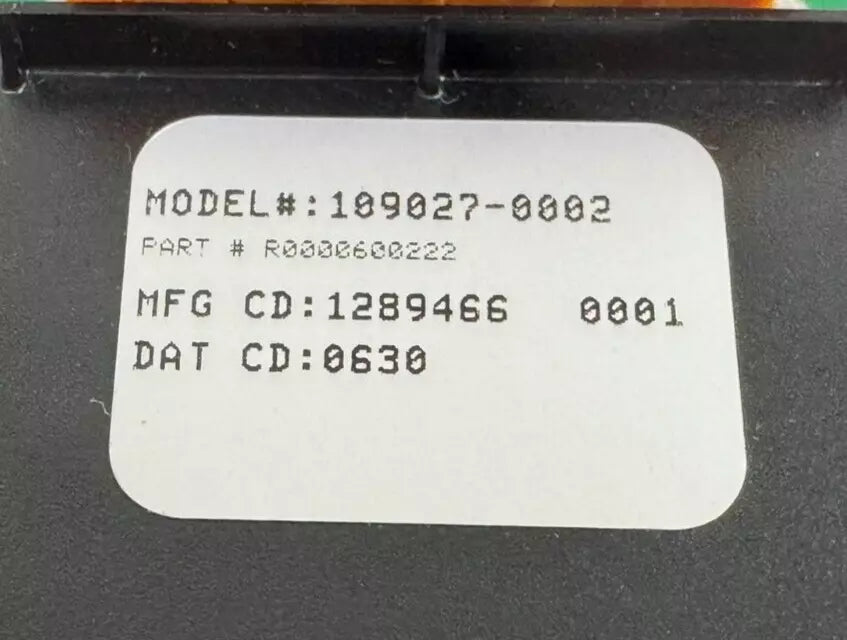 MODEL#:109027-0002
PART # R0000600222
MFG CD:1289466 0001
DAT CD:0630